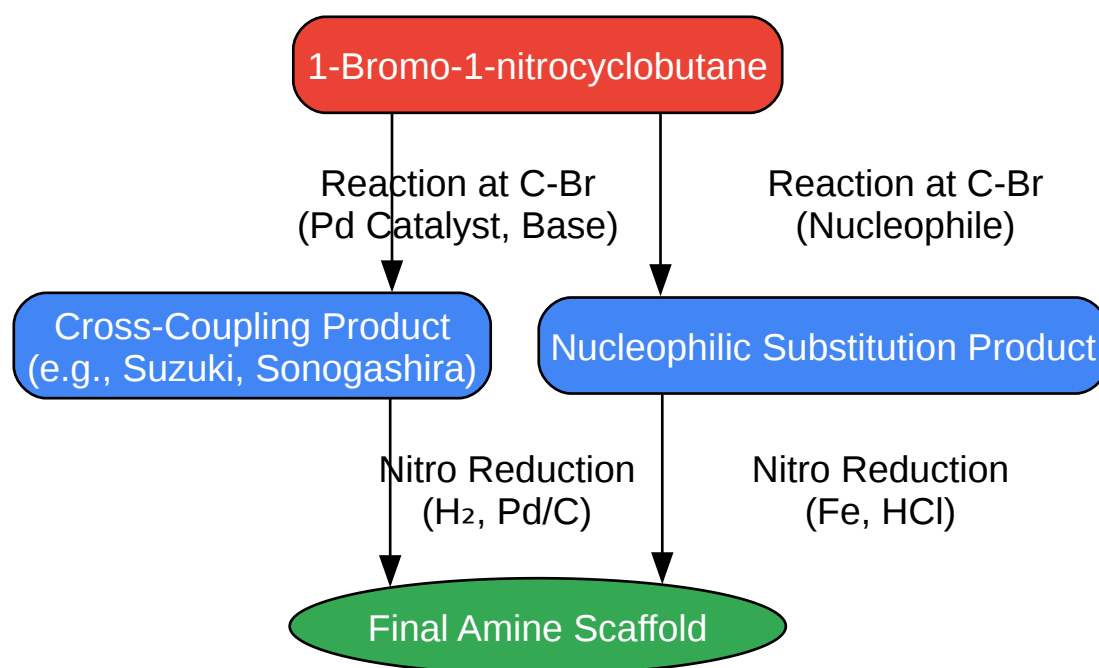 1-Bromo-1-nitrocyclobutane
Reaction at C-Br
(Pd Catalyst, Base)
Reaction at C-Br
(Nucleophile)
Cross-Coupling Product
(e.g., Suzuki, Sonogashira)
Nucleophilic Substitution Product
Nitro Reduction
(H₂, Pd/C)
Nitro Reduction
(Fe, HCl)
Final Amine Scaffold